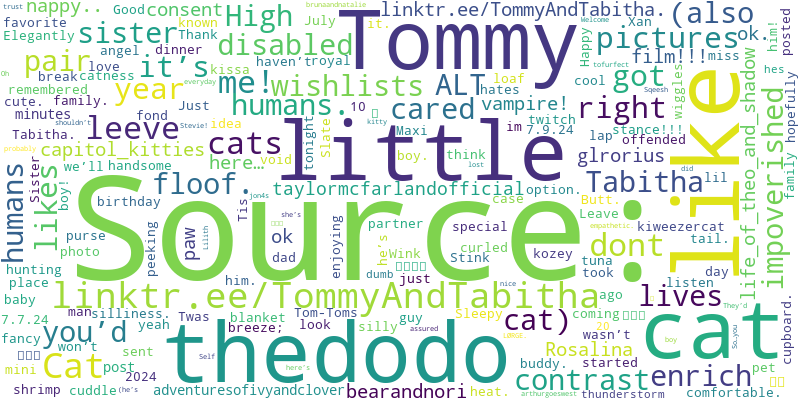 Source:
thedodo
Tommy
little
like
cat
linktr.ee/TommyAndTabitha
linktr.ee/TommyAndTabitha.
(also
pictures
film!!!
ok.
got
right
impoverished
life_of_theo_and_shadow
enrich
contrast
lives
dont
Tabitha
Rosalina
cat)
bearandnori
adventuresofivyandclover
taylormcfarlandofficial
option.
High
disabled
me!
wishlists
ALT
humans.
cared
vampire!
cats
here…
floof.
leeve
year
it’s
pair
sister
nappy..
consent
capitol_kitties
humans
likes
you’d
Cat
paw
ok
glrorius
kiweezercat
kozey
twitch
7.9.24
stance!!!
offended
lap
lil
Xan
miss
cool
Happy
hates
loaf
kissa
royal
haven’t
July
known
Good
Thank
favorite
Elegantly
angel
dinner
love
break
catness
remembered
cute.
family.
minutes
fond
Just
idea
Tabitha.
we’ll
handsome
Sister
boy!
birthday
purse
photo
peeking
partner
hunting
place
baby
man
silliness.
Twas
7.7.24
yeah
blanket
breeze;
Tom-Toms
look
silly
guy
fancy
won’t
mini
post
sent
2024
shrimp
cuddle
(he’s
him.
dad
Tis
enjoying
void
tonight
Slate
10
Maxi
boy.
think
im
it.
he’s
Wink
curled
Stink
special
case
just
dumb
Sleepy
ago
coming
wasn’t
20
started
buddy.
heat.
thunderstorm
pet
comfortable.
cupboard.
Butt.
Leave
tail.
tuna
took
day
listen
did
wiggles
Sqeesh
family
hopefully
hes
him!
posted
trust
Oh
probably
shouldn’t
Stevie!
jon4s
she’s
Lilith
Self
assured
here’s
nice
arthurgoeswest
boy
empathetic.
So,you
They’d
lost
kitty
everyday
tofurfect
Welcome
brunaandnatalie